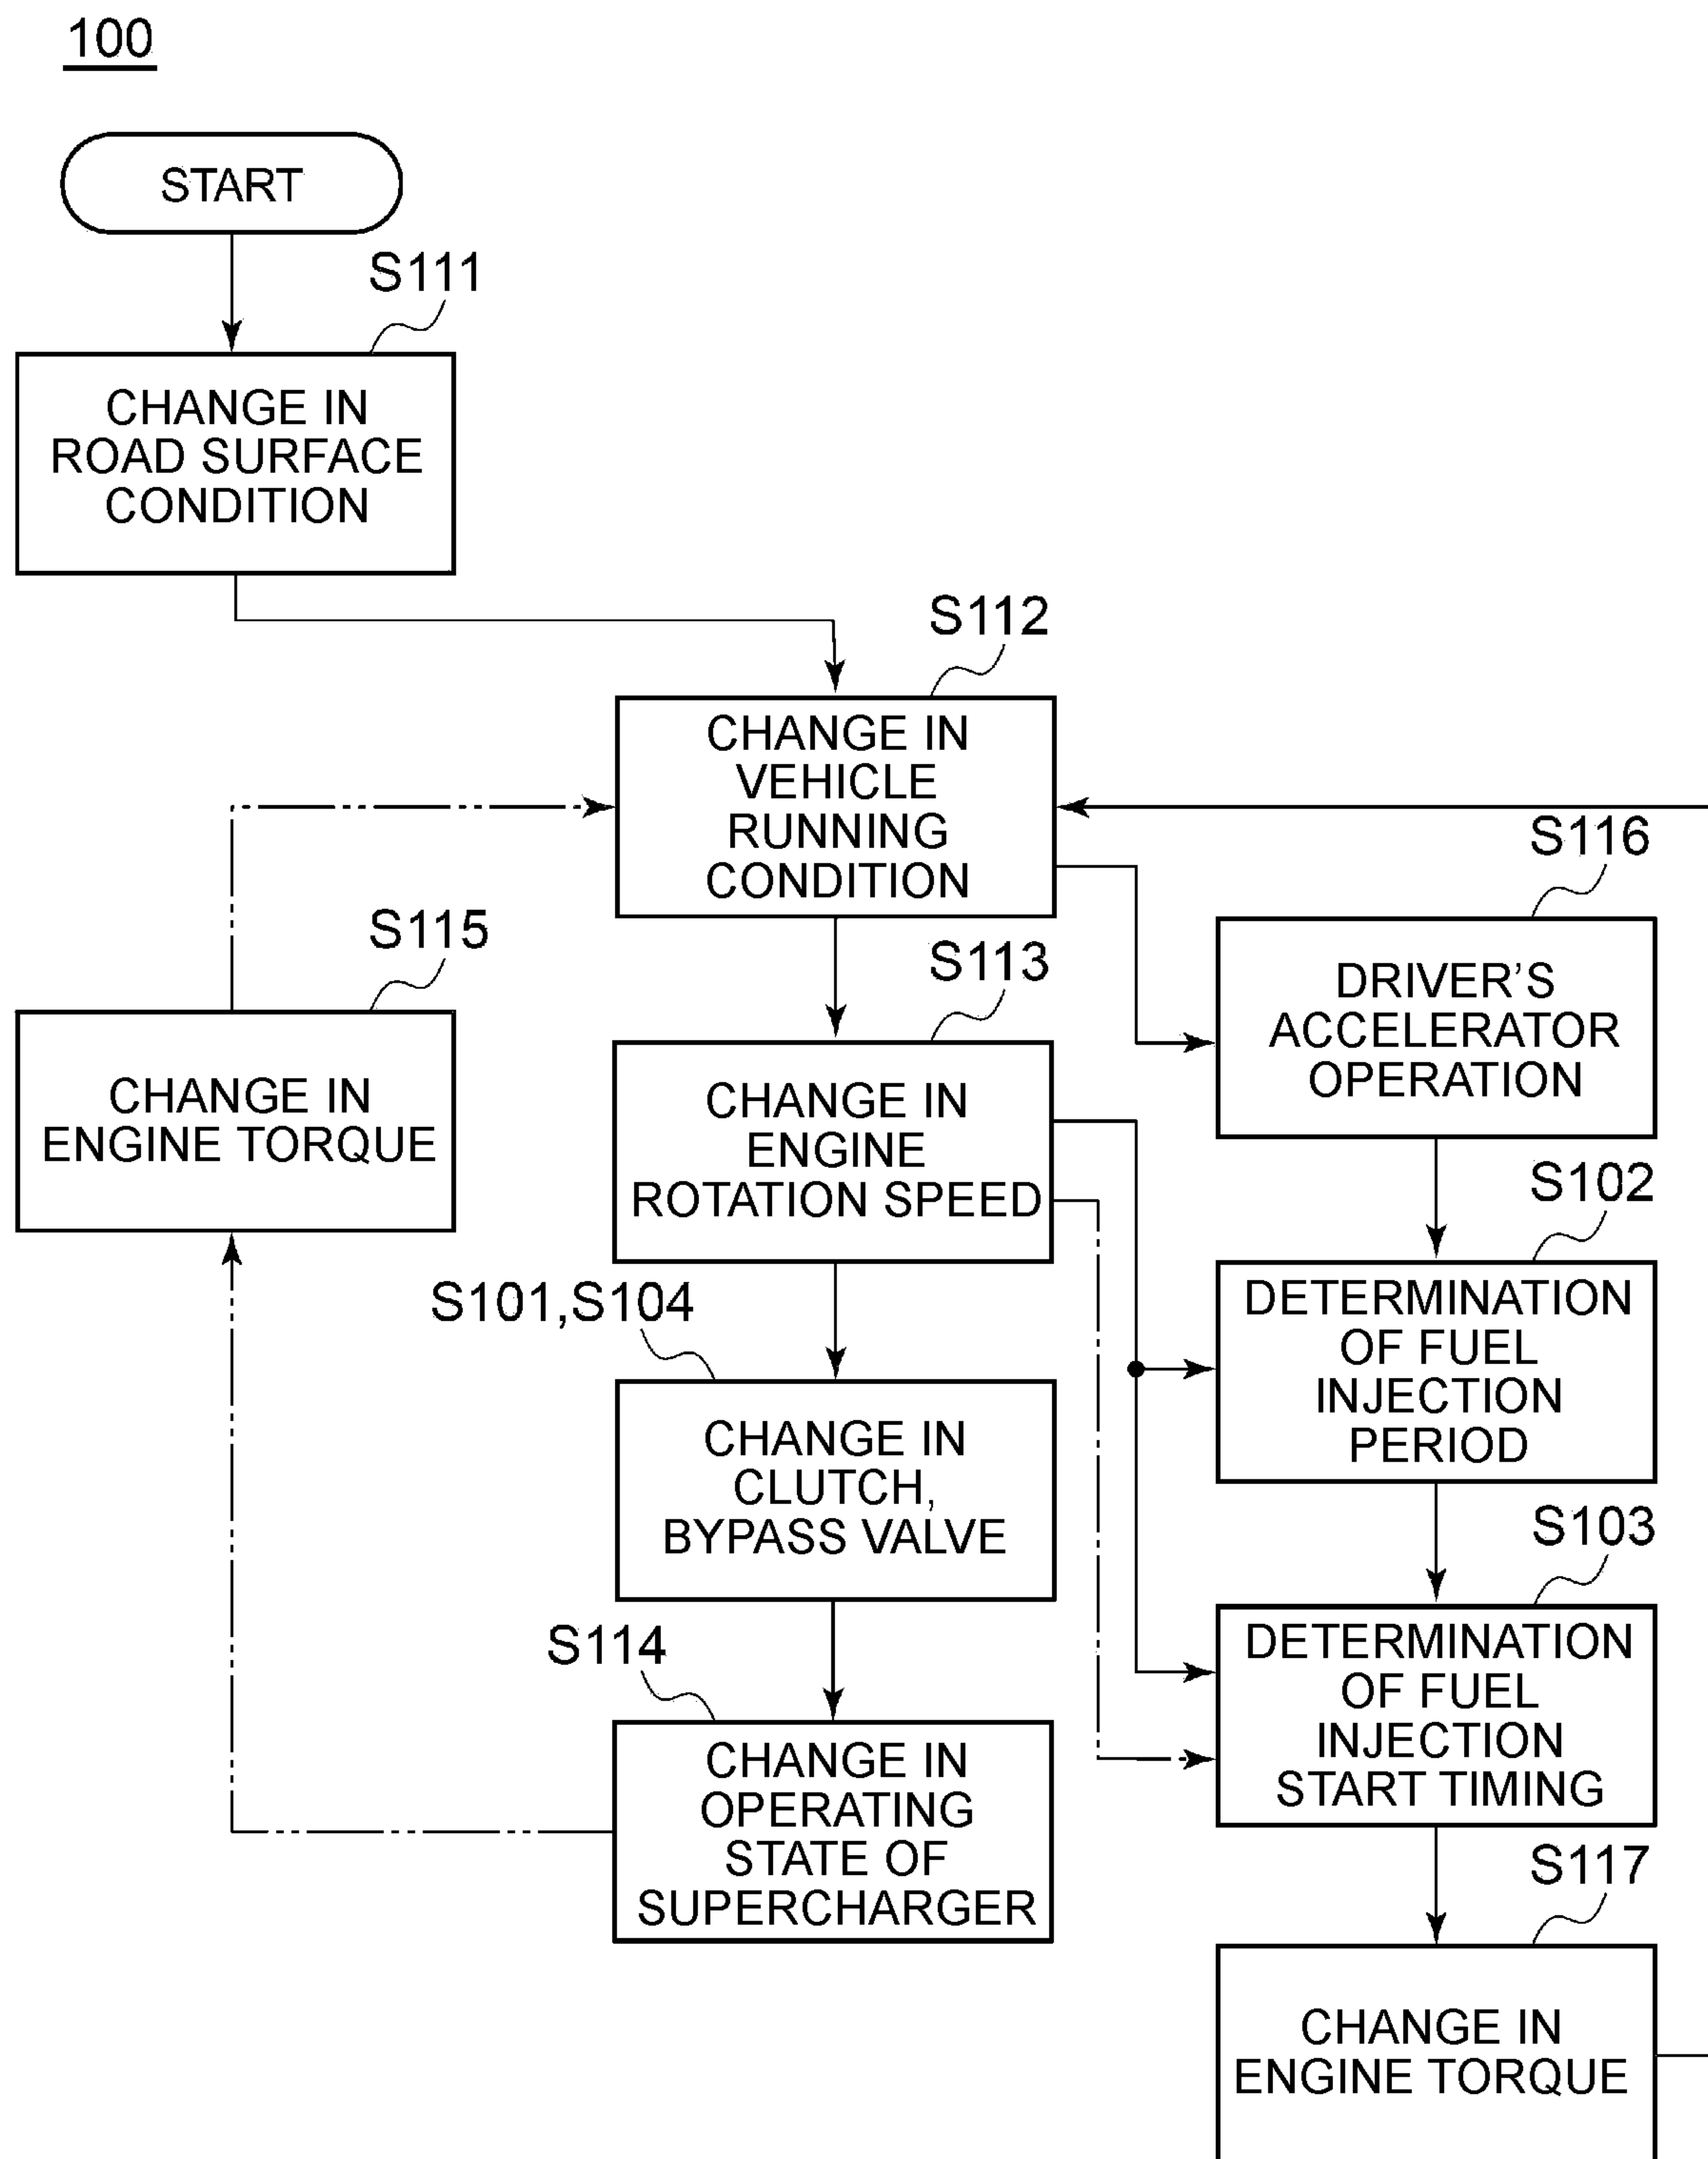 100
START
S111
CHANGE IN
ROAD SURFACE
CONDITION
S112
CHANGE IN
VEHICLE
RUNNING
CONDITION
S116
DRIVER’S
ACCELERATOR
OPERATION
S115
CHANGE IN
ENGINE TORQUE
S113
CHANGE IN
ENGINE
ROTATION SPEED
S102
DETERMINATION
OF FUEL
INJECTION
PERIOD
S101,S104
CHANGE IN
CLUTCH,
BYPASS VALVE
S103
DETERMINATION
OF FUEL
INJECTION
START TIMING
S114
CHANGE IN
OPERATING
STATE OF
SUPERCHARGER
S117
CHANGE IN
ENGINE TORQUE